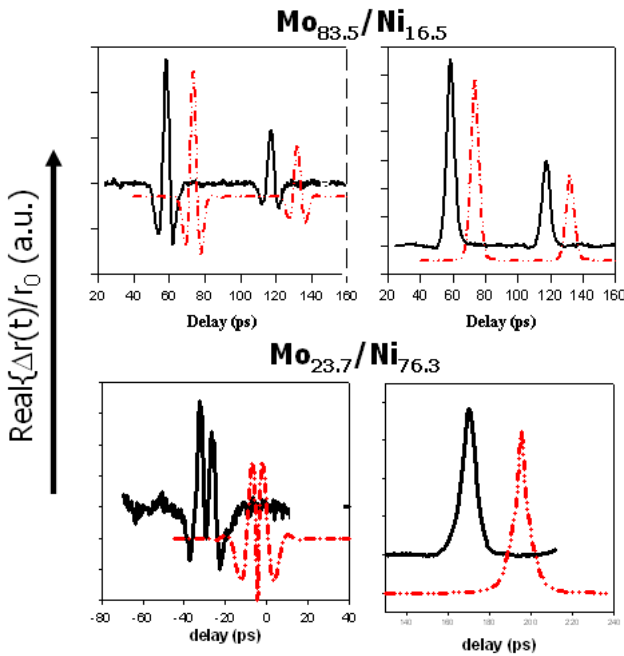 Mo83.5/Ni16.5
Real{Δr(t)/r0 (a.u.)
20 40 60 80 100 120 140 160
Delay (ps)
0 20 40 60 80 100 120 140 160
Delay (ps)
Mo23.7/Ni76.3
-80 -60 -40 -20 0 20 40
delay (ps)
140 160 180 200 220 240
delay (ps)